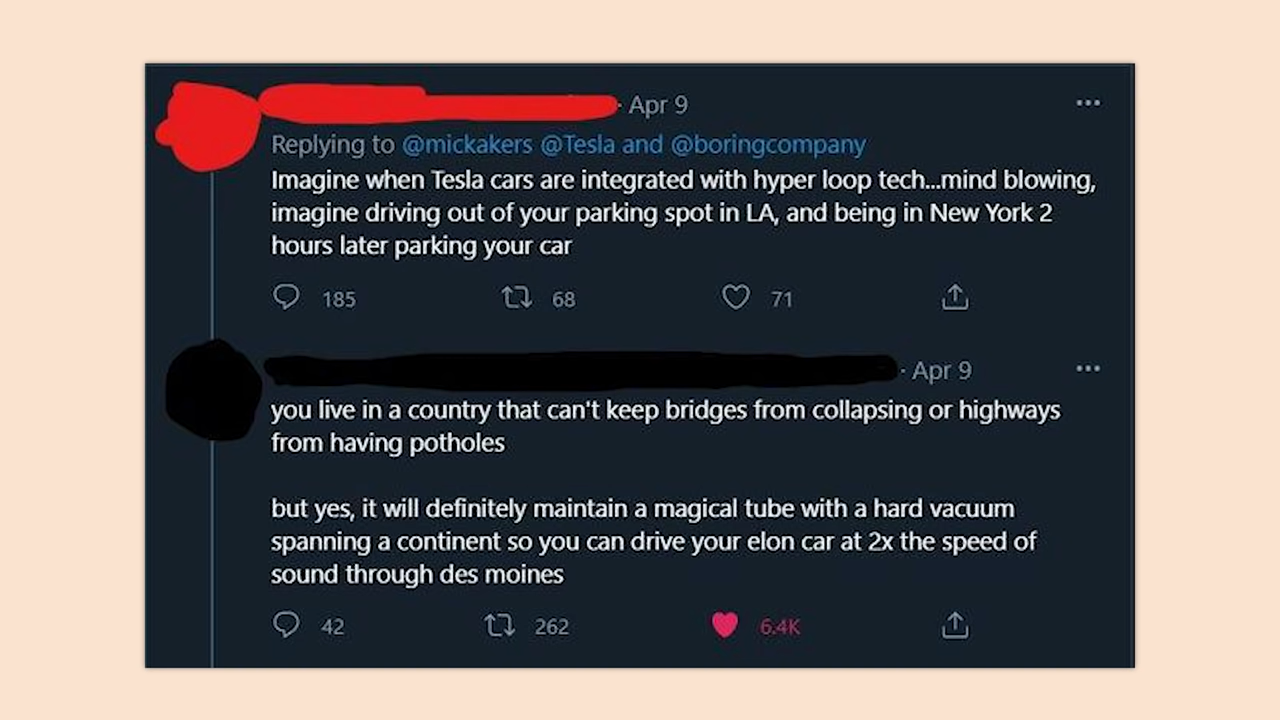 · Apr 9
Replying to @mickakers @Tesla and @boringcompany
Imagine when Tesla cars are integrated with hyper loop tech...mind blowing,
imagine driving out of your parking spot in LA, and being in New York 2
hours later parking your car
185 68 71
· Apr 9
you live in a country that can't keep bridges from collapsing or highways
from having potholes
but yes, it will definitely maintain a magical tube with a hard vacuum
spanning a continent so you can drive your elon car at 2x the speed of
sound through des moines
42 262 6.4K